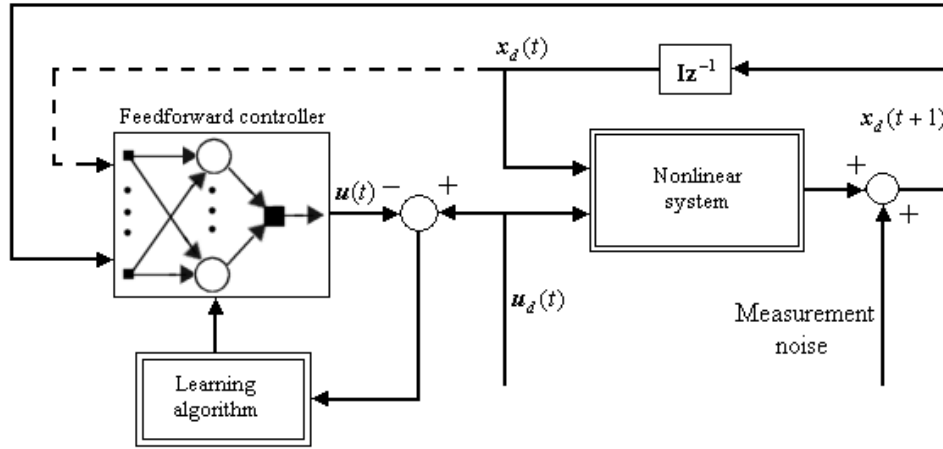 x_d(t)
Iz⁻¹
x_d(t+1)
Feedforward controller
u(t)
−
+
Nonlinear
system
+
+
u_d(t)
Measurement
noise
Learning
algorithm